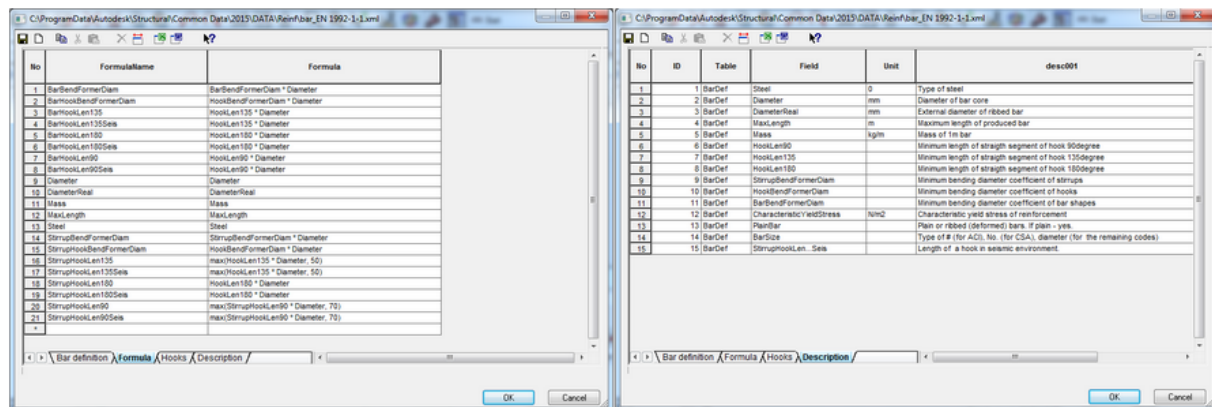 C:\ProgramData\Autodesk\Structural\Common Data\2015\DATA\Reinf\bar_EN 1992-1-1.xml
No FormulaName Formula
1 BarBendFormerDiam BarBendFormerDiam * Diameter
2 BarHookBendFormerDiam HookBendFormerDiam * Diameter
3 BarHookLen135 HookLen135 * Diameter
4 BarHookLen135Seis HookLen135 * Diameter
5 BarHookLen180 HookLen180 * Diameter
6 BarHookLen180Seis HookLen180 * Diameter
7 BarHookLen90 HookLen90 * Diameter
8 BarHookLen90Seis HookLen90 * Diameter
9 Diameter Diameter
10 DiameterReal DiameterReal
11 Mass Mass
12 MaxLength MaxLength
13 Steel Steel
14 StirrupBendFormerDiam StirrupBendFormerDiam * Diameter
15 StirrupHookBendFormerDiam HookBendFormerDiam * Diameter
16 StirrupHookLen135 max(HookLen135 * Diameter, 50)
17 StirrupHookLen135Seis max(HookLen135 * Diameter, 50)
18 StirrupHookLen180 HookLen180 * Diameter
19 StirrupHookLen180Seis HookLen180 * Diameter
20 StirrupHookLen90 max(StirrupHookLen90 * Diameter, 70)
21 StirrupHookLen90Seis max(StirrupHookLen90 * Diameter, 70)
*
Bar definition Formula Hooks Description
OK Cancel
C:\ProgramData\Autodesk\Structural\Common Data\2015\DATA\Reinf\bar_EN 1992-1-1.xml
No ID Table Field Unit desc001
1 1 BarDef Steel 0 Type of steel
2 2 BarDef Diameter mm Diameter of bar core
3 3 BarDef DiameterReal mm External diameter of ribbed bar
4 4 BarDef MaxLength m Maximum length of produced bar
5 5 BarDef Mass kg/m Mass of 1m bar
6 6 BarDef HookLen90 Minimum length of straigth segment of hook 90degree
7 7 BarDef HookLen135 Minimum length of straigth segment of hook 135degree
8 8 BarDef HookLen180 Minimum length of straigth segment of hook 180degree
9 9 BarDef StirrupBendFormerDiam Minimum bending diameter coefficient of stirrups
10 10 BarDef HookBendFormerDiam Minimum bending diameter coefficient of hooks
11 11 BarDef BarBendFormerDiam Minimum bending diameter coefficient of bar shapes
12 12 BarDef CharacteristicYieldStress N/m2 Characteristic yield stress of reinforcement
13 13 BarDef PlainBar Plain or ribbed (deformed) bars. If plain - yes.
14 14 BarDef BarSize Type of # (for ACI), No. (for CSA), diameter (for the remaining codes)
15 15 BarDef StirrupHookLen...Seis Length of a hook in seismic environment.
Bar definition Formula Hooks Description
OK Cancel